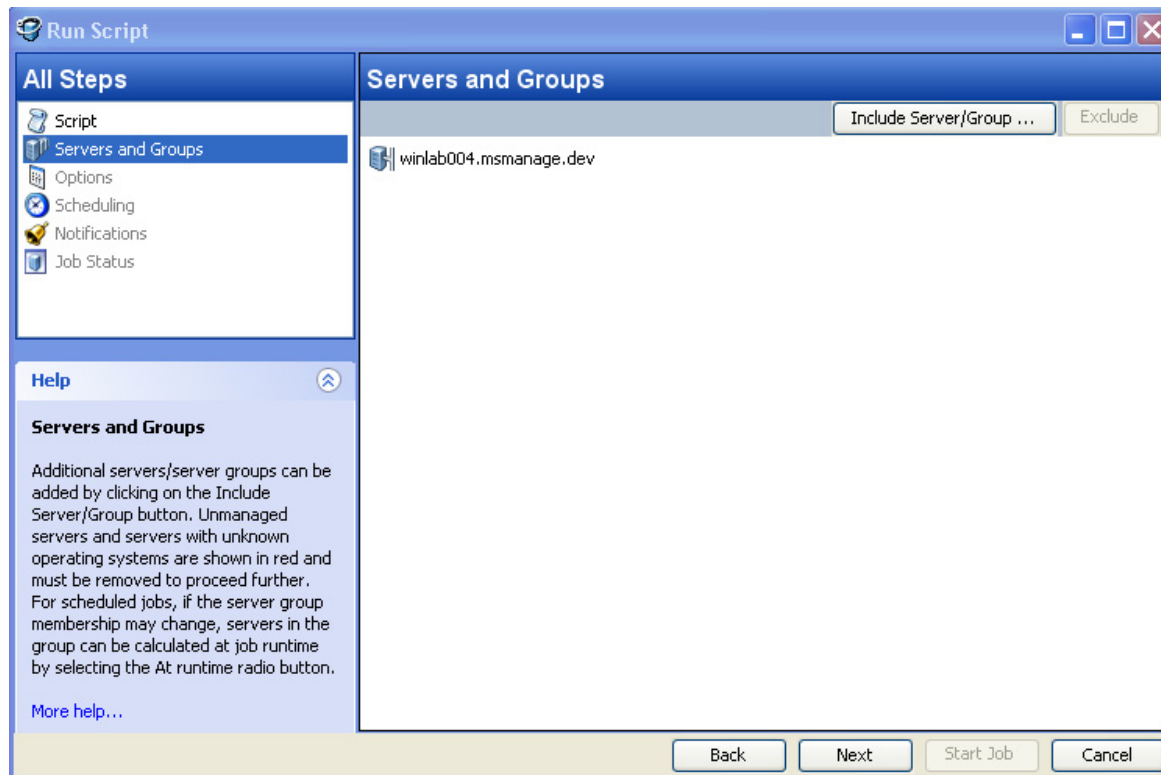 Run Script
All Steps
Script
Servers and Groups
Options
Scheduling
Notifications
Job Status
Help
Servers and Groups
Additional servers/server groups can be
added by clicking on the Include
Server/Group button. Unmanaged
servers and servers with unknown
operating systems are shown in red and
must be removed to proceed further.
For scheduled jobs, if the server group
membership may change, servers in the
group can be calculated at job runtime
by selecting the At runtime radio button.
More help...
Servers and Groups
Include Server/Group ...
Exclude
winlab004.msmanage.dev
Back
Next
Start Job
Cancel